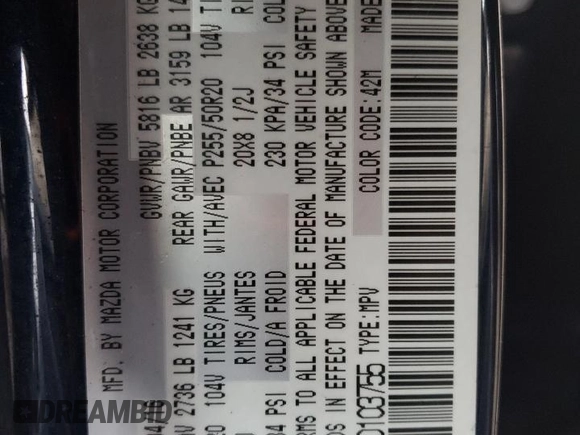 MFD. BY MAZDA MOTOR CORPORATION
GVWR/PNBV 5816 LB 2638 KG
2736 LB 1241 KG REAR GAWR/PNBE AR 3159 LB
104V TIRES/PNEUS WITH/AVEC P255/50R20 104V
RIMS/JANTES 20X8 1/2J
PSI COLD/A FROID 230 KPA/34 PSI COLD
TO ALL APPLICABLE FEDERAL MOTOR VEHICLE SAFETY
IN EFFECT ON THE DATE OF MANUFACTURE SHOWN ABOVE
COLOR CODE:42M
103755 TYPE:MPV
DREAMBID